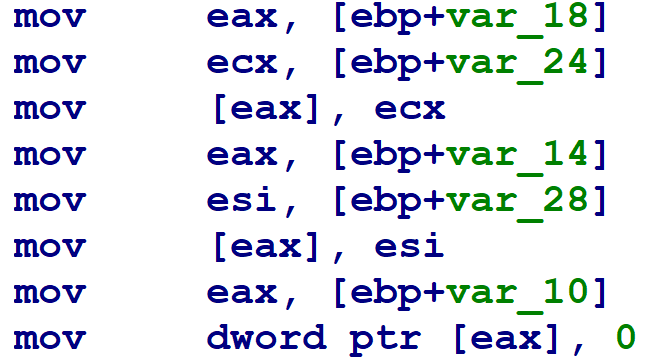 mov eax, [ebp+var_18]
mov ecx, [ebp+var_24]
mov [eax], ecx
mov eax, [ebp+var_14]
mov esi, [ebp+var_28]
mov [eax], esi
mov eax, [ebp+var_10]
mov dword ptr [eax], 0